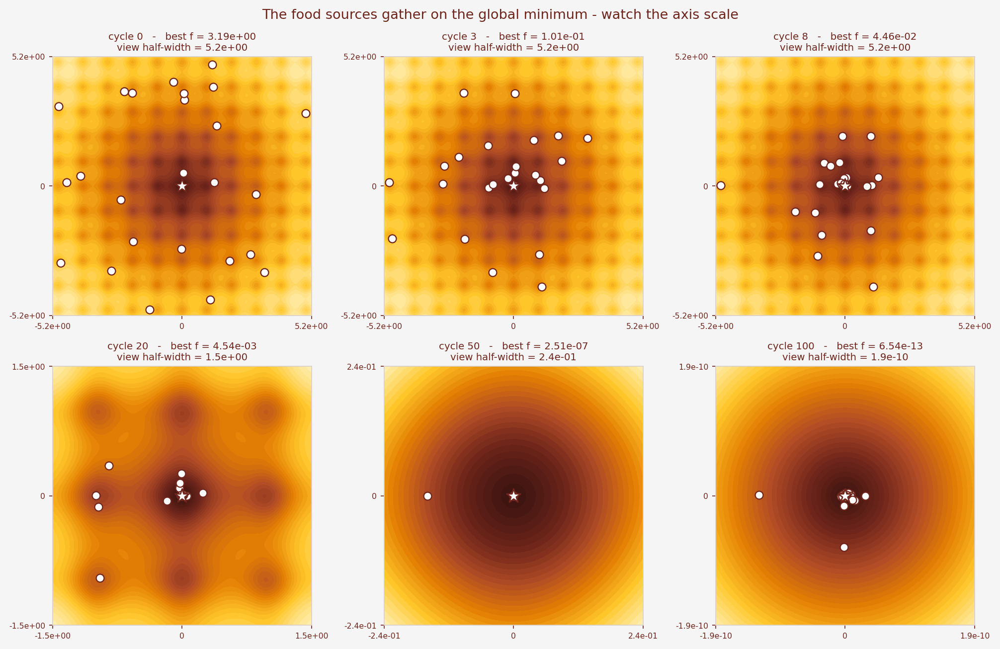 The food sources gather on the global minimum - watch the axis scale
cycle 0   -   best f = 3.19e+00
view half-width = 5.2e+00
5.2e+00
0
-5.2e+00
-5.2e+00
0
5.2e+00
cycle 3   -   best f = 1.01e-01
view half-width = 5.2e+00
5.2e+00
0
-5.2e+00
-5.2e+00
0
5.2e+00
cycle 8   -   best f = 4.46e-02
view half-width = 5.2e+00
5.2e+00
0
-5.2e+00
-5.2e+00
0
5.2e+00
cycle 20   -   best f = 4.54e-03
view half-width = 1.5e+00
1.5e+00
0
-1.5e+00
-1.5e+00
0
1.5e+00
cycle 50   -   best f = 2.51e-07
view half-width = 2.4e-01
2.4e-01
0
-2.4e-01
-2.4e-01
0
2.4e-01
cycle 100   -   best f = 6.54e-13
view half-width = 1.9e-10
1.9e-10
0
-1.9e-10
-1.9e-10
0
1.9e-10